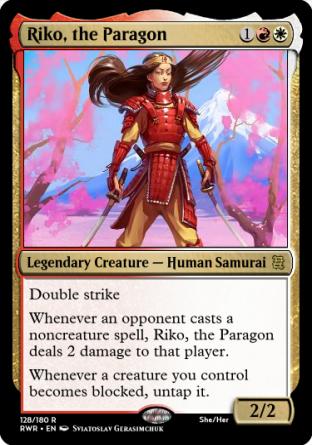 Riko, the Paragon 1
Legendary Creature — Human Samurai
Double strike
Whenever an opponent casts a
noncreature spell, Riko, the Paragon
deals 2 damage to that player.
Whenever a creature you control
becomes blocked, untap it.
2/2
128/180 R She/Her
RWR • EN Sviatoslav Gerasimchuk